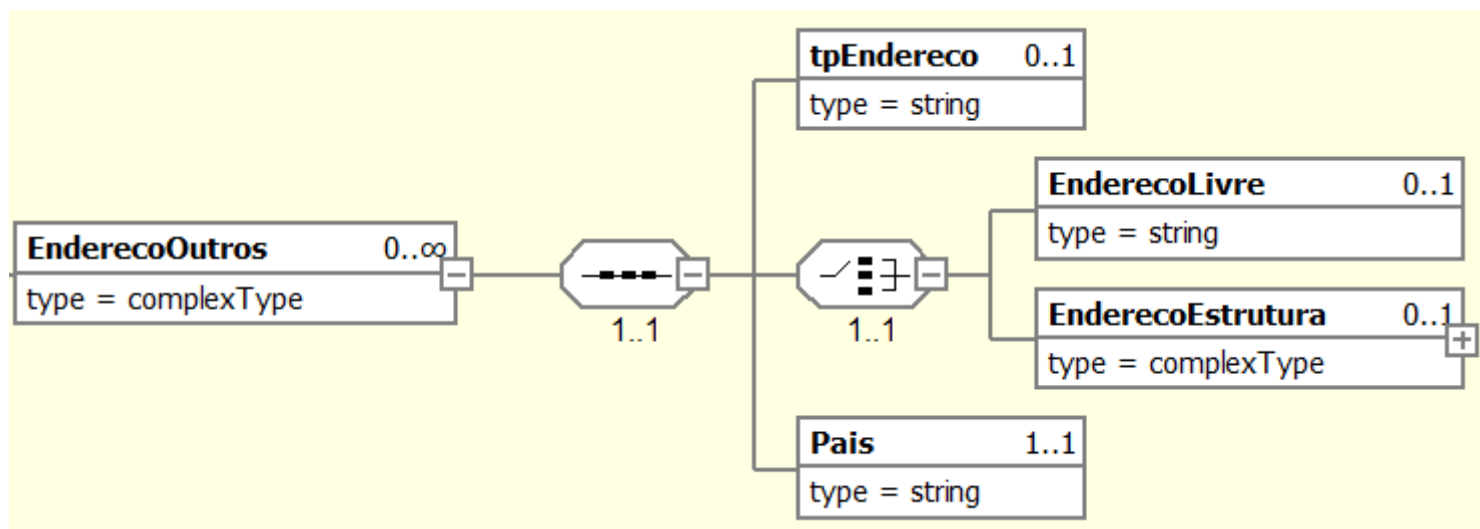 tpEndereco 0..1
type = string
EnderecoLivre 0..1
type = string
EnderecoOutros 0..∞
type = complexType
1..1
1..1
EnderecoEstrutura 0..1
type = complexType
Pais 1..1
type = string